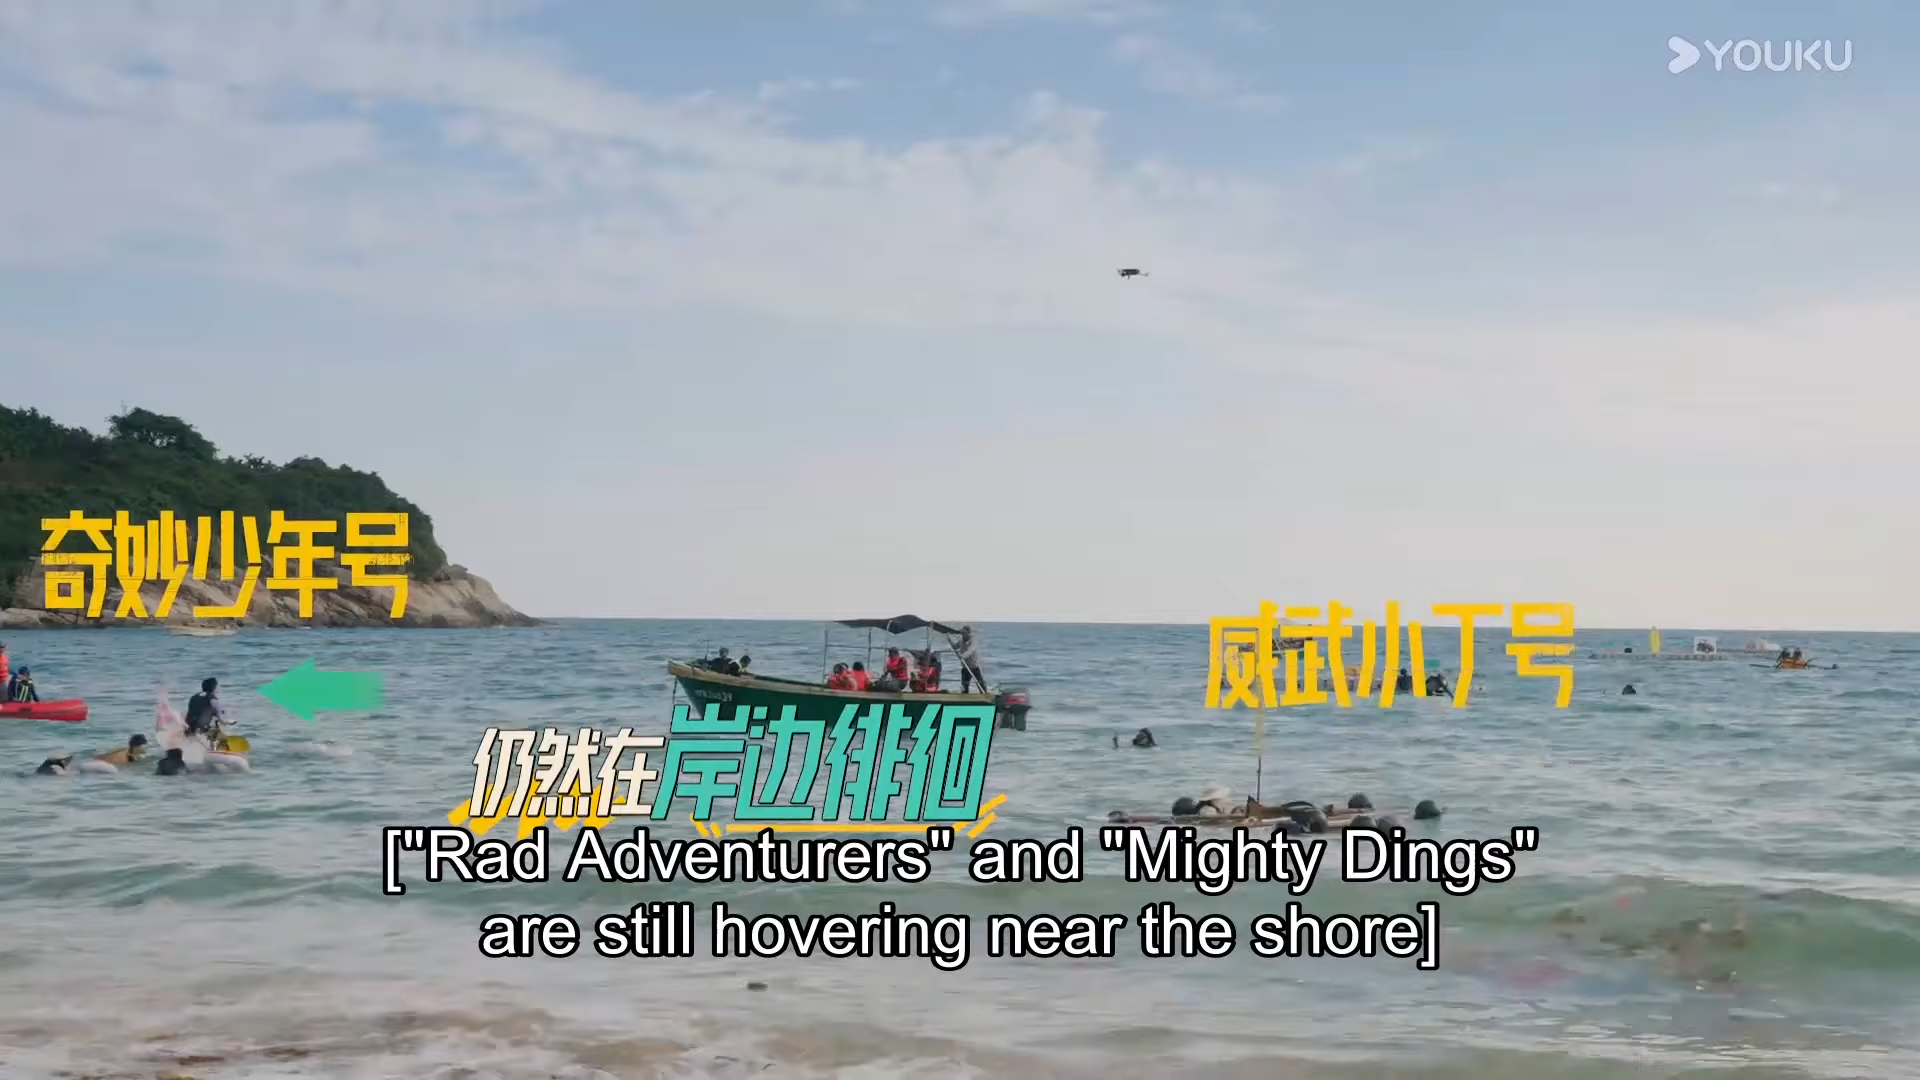 YOUKU
奇妙少年号
威武小丁号
仍然在岸边徘徊
["Rad Adventurers" and "Mighty Dings"
are still hovering near the shore]